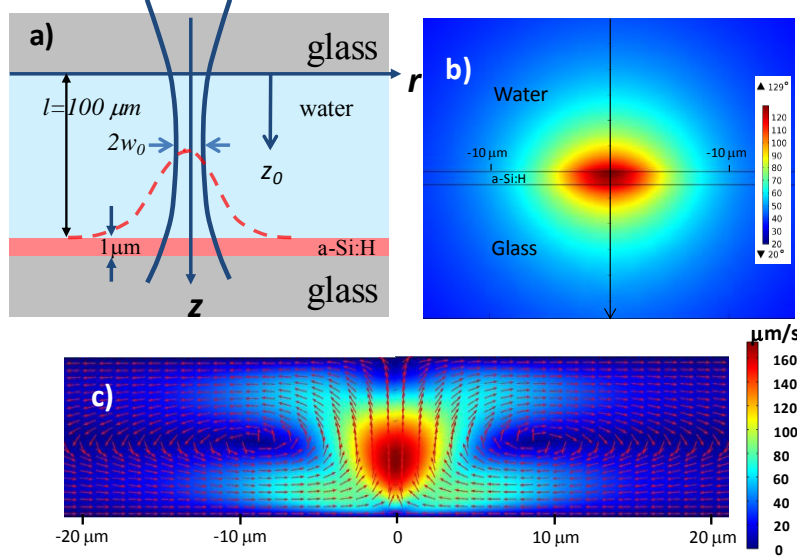 a)
glass
r
l=100 μm
water
2w0
z0
1μm
a-Si:H
z
glass
b)
Water
-10 μm
-10 μm
a-Si:H
Glass
▲ 129°
120
110
100
90
80
70
60
50
40
30
20
▼ 20°
c)
μm/s
160
140
120
100
80
60
40
20
0
-20 μm
-10 μm
0
10 μm
20 μm